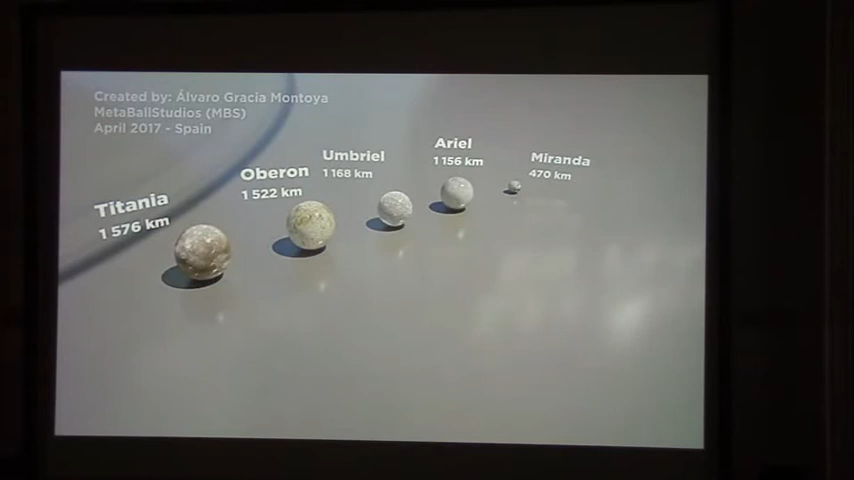 Created by: Álvaro Gracia Montoya
MetaBallStudios (MBS)
April 2017 - Spain
Titania
1 576 km
Oberon
1 522 km
Umbriel
1 168 km
Ariel
1 156 km
Miranda
470 km